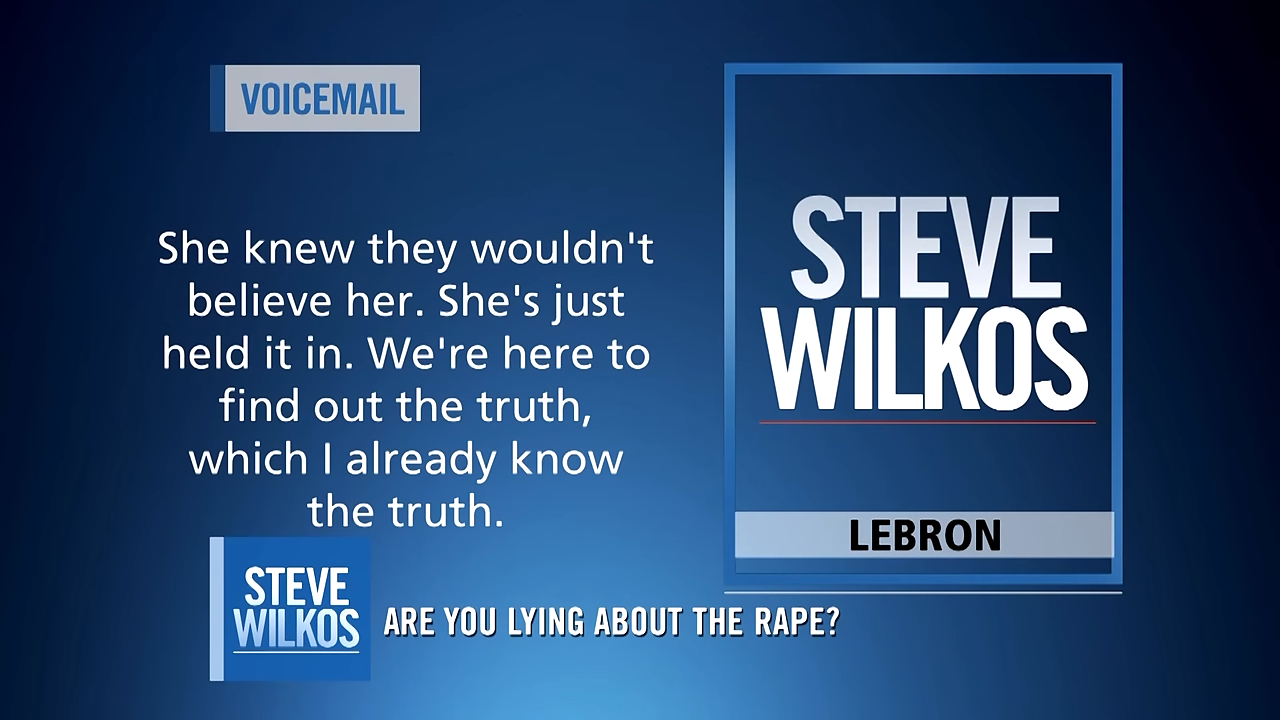 VOICEMAIL
She knew they wouldn't
believe her. She's just
held it in. We're here to
find out the truth,
which I already know
the truth.
STEVE
WILKOS
LEBRON
STEVE
WILKOS
ARE YOU LYING ABOUT THE RAPE?